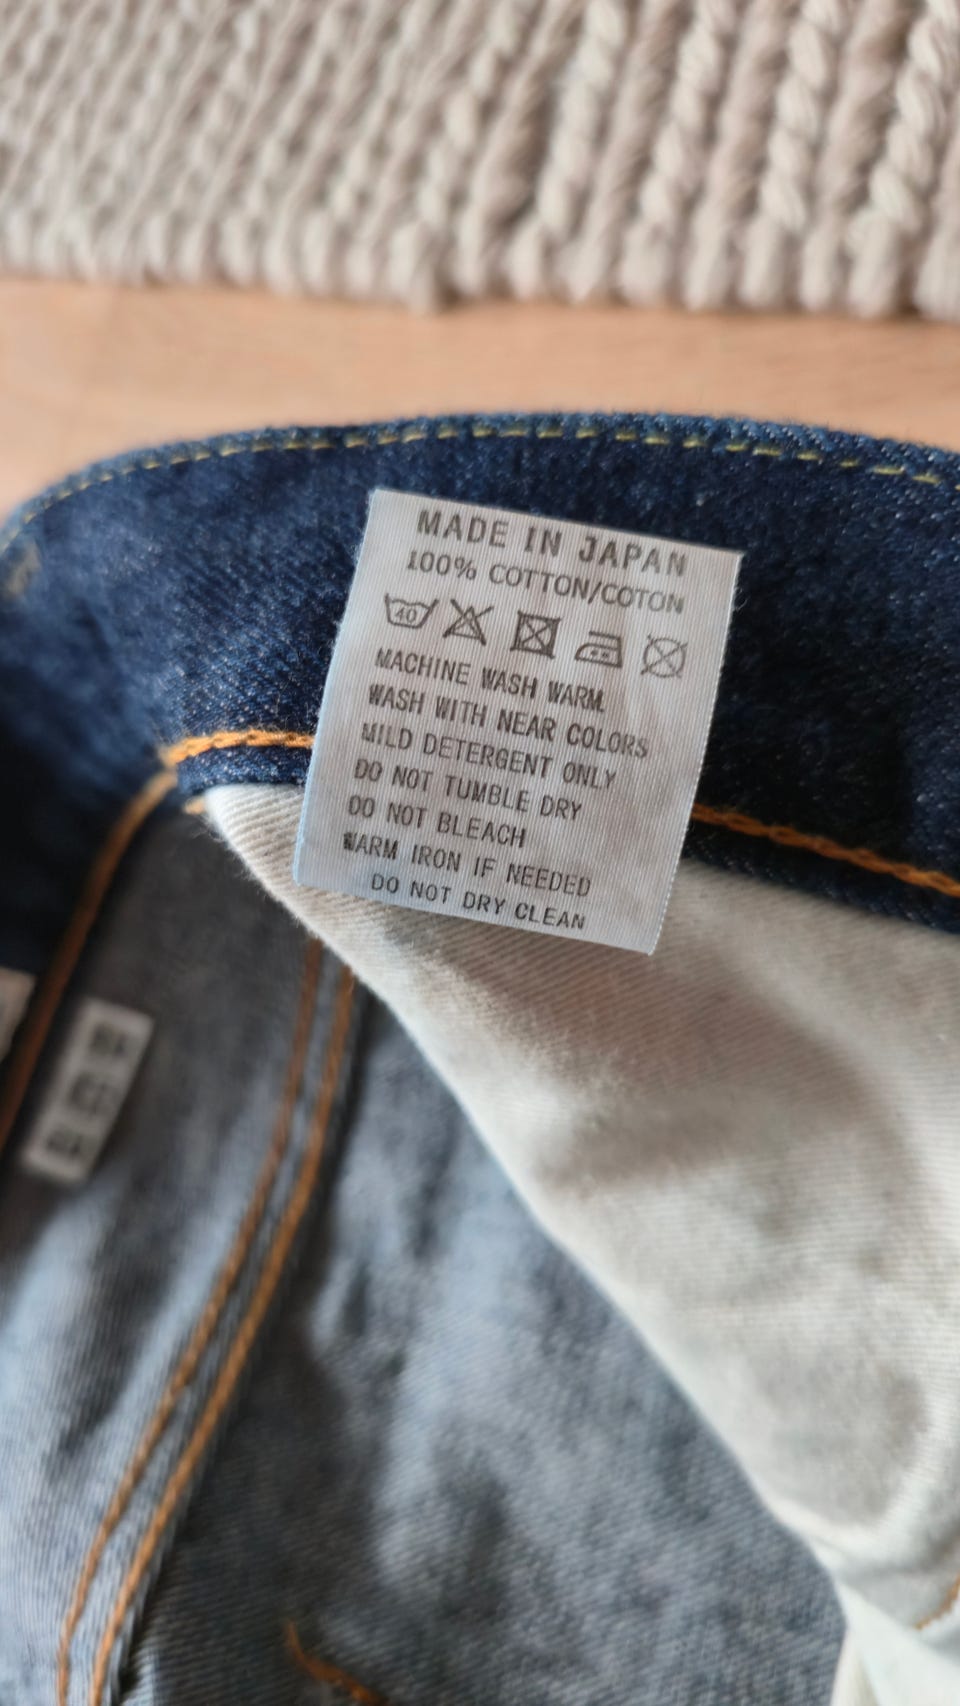 MADE IN JAPAN
100% COTTON/COTON
40
MACHINE WASH WARM
WASH WITH NEAR COLORS
MILD DETERGENT ONLY
DO NOT TUMBLE DRY
DO NOT BLEACH
WARM IRON IF NEEDED
DO NOT DRY CLEAN